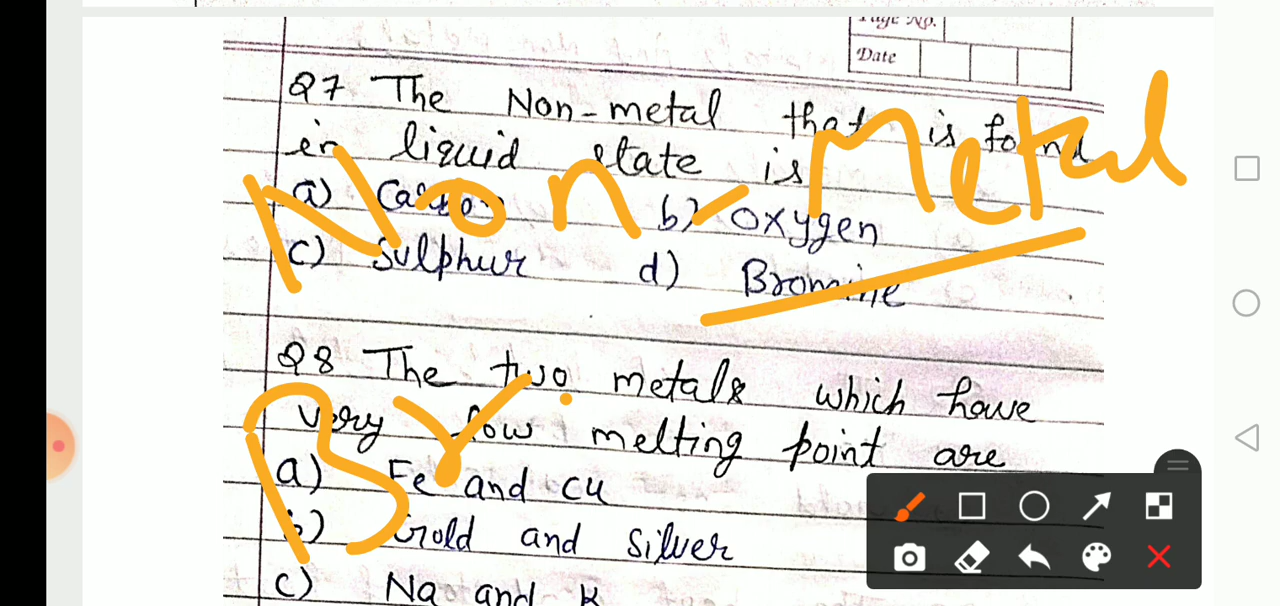 Page No.
Date
Q7 The Non-metal that is found
in liquid state is
a) Carbon b) Oxygen
c) Sulphur d) Bromine
Non-Metal
Q8 The two metals which have
very low melting point are
Br
a) Fe and Cu
b) Gold and Silver
c) Na and K